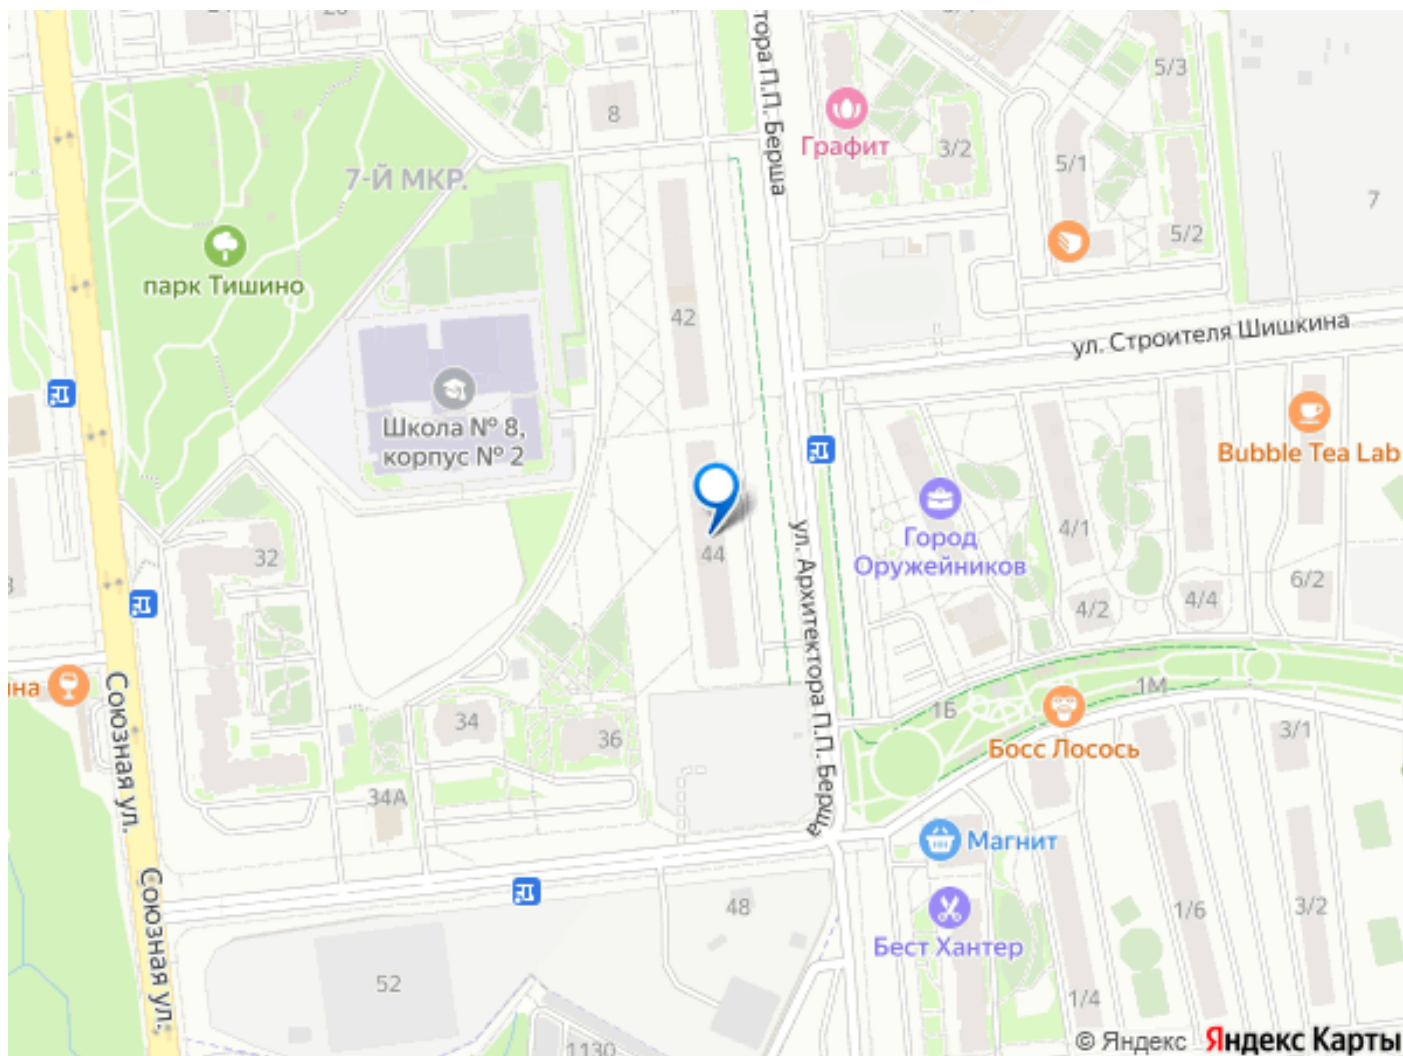 8
5/3
Графит
3/2
5/1
7-Й МКР.
7
5/2
парк Тишино
42
ул. Строителя Шишкина
Школа № 8,
корпус № 2
Bubble Tea Lab
44
4/1
Город
Оружейников
32
6/2
4/2
4/4
ул. Архитектора П.П. Берша
Союзная ул.
34
36
1Б
1М
Босс Лосось
3/1
34А
Магнит
Союзная ул.
48
1/6
3/2
Бест Хантер
52
1/4
1130
© Яндекс Яндекс Карты
тора П.П. Берша
на